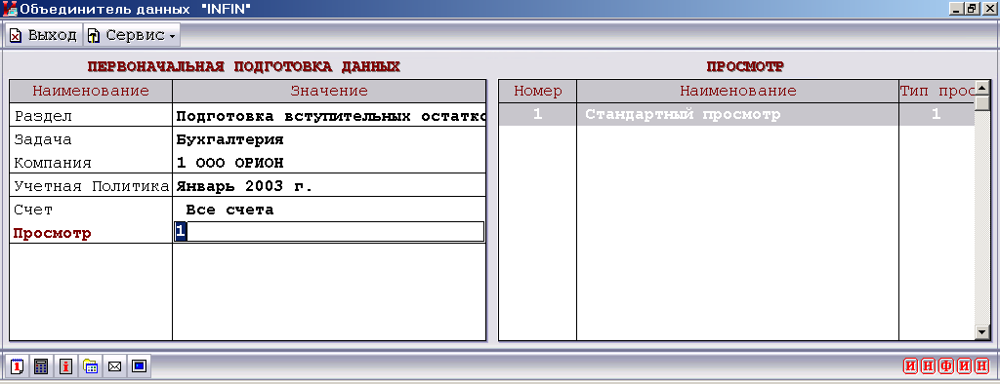 Объединитель данных "INFIN"
Выход Сервис
ПЕРВОНАЧАЛЬНАЯ ПОДГОТОВКА ДАННЫХ
Наименование Значение
Раздел Подготовка вступительных остатко
Задача Бухгалтерия
Компания 1 ООО ОРИОН
Учетная Политика Январь 2003 г.
Счет Все счета
Просмотр 1
ПРОСМОТР
Номер Наименование Тип прос
1 Стандартный просмотр 1
1 i
ИНФИН